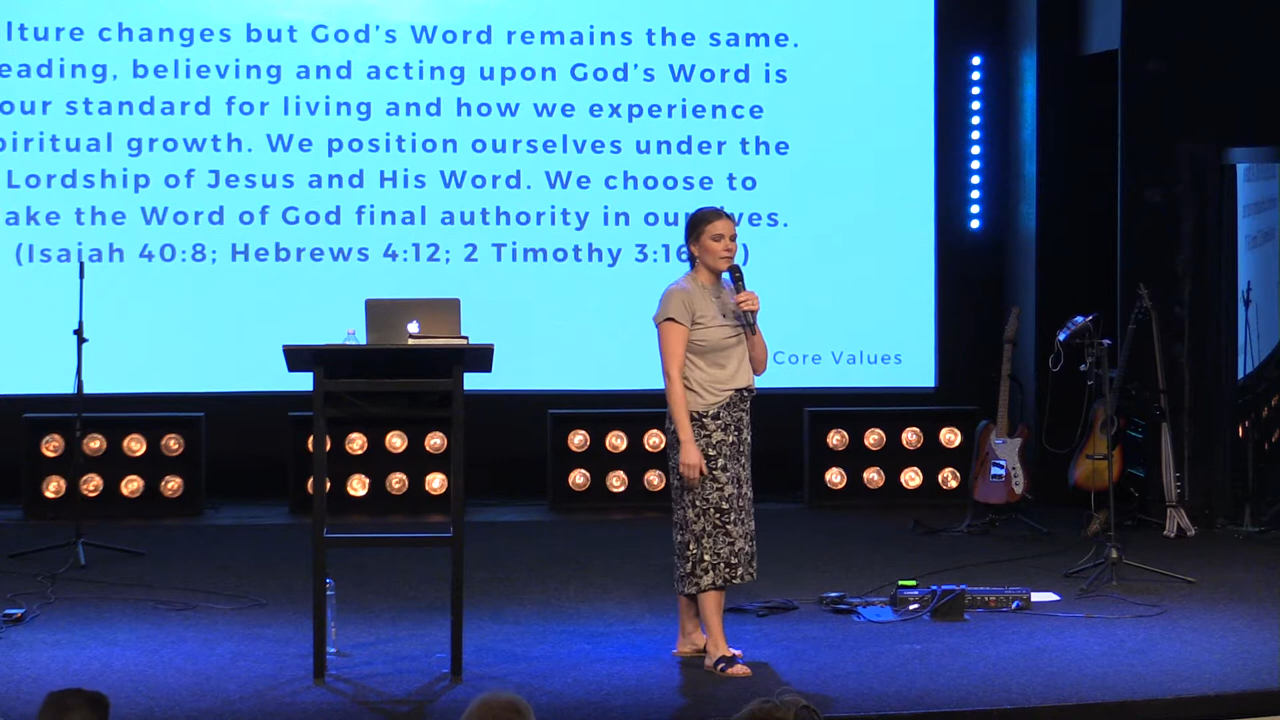 lture changes but God's Word remains the same.
eading, believing and acting upon God's Word is
our standard for living and how we experience
piritual growth. We position ourselves under the
Lordship of Jesus and His Word. We choose to
ake the Word of God final authority in our ves.
(Isaiah 40:8; Hebrews 4:12; 2 Timothy 3:16 )
Core Values